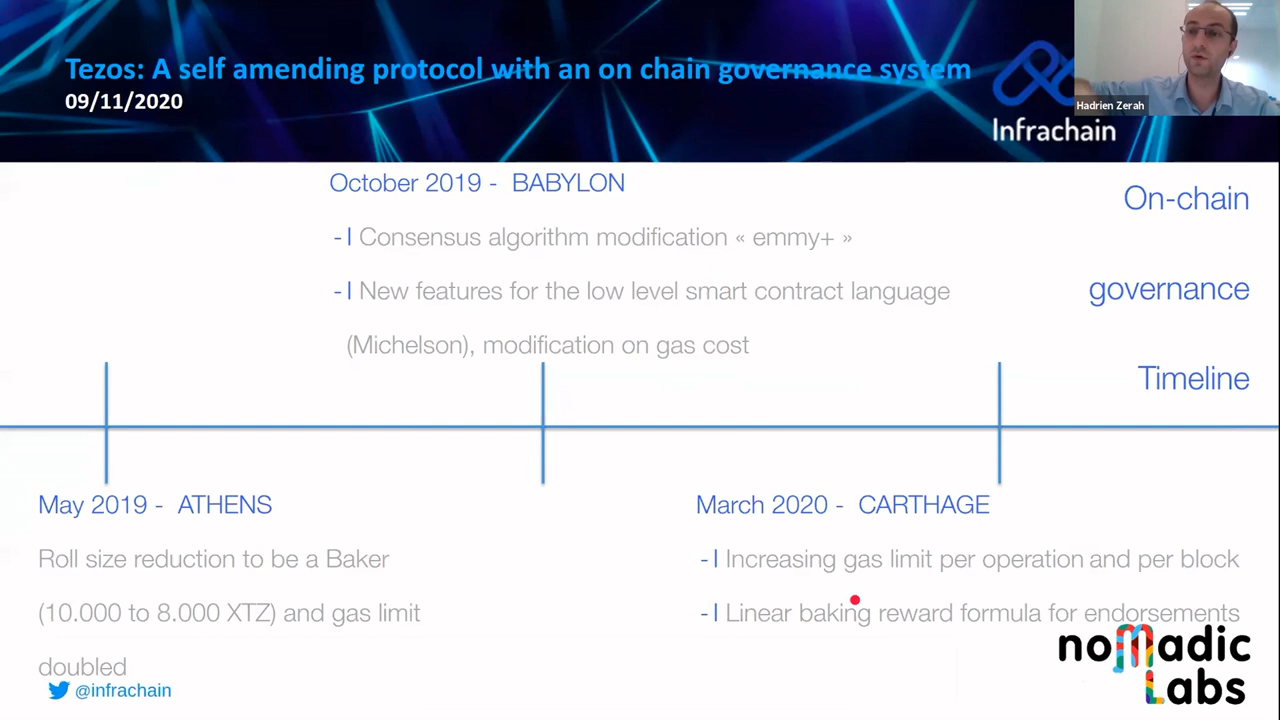 Tezos: A self amending protocol with an on chain governance system
09/11/2020
Infrachain
Hadrien Zerah
October 2019 - BABYLON
- l Consensus algorithm modification « emmy+ »
- l New features for the low level smart contract language
(Michelson), modification on gas cost
On-chain
governance
Timeline
May 2019 - ATHENS
Roll size reduction to be a Baker
(10.000 to 8.000 XTZ) and gas limit
doubled
March 2020 - CARTHAGE
- l Increasing gas limit per operation and per block
- l Linear baking reward formula for endorsements
@infrachain
noMadic
Labs